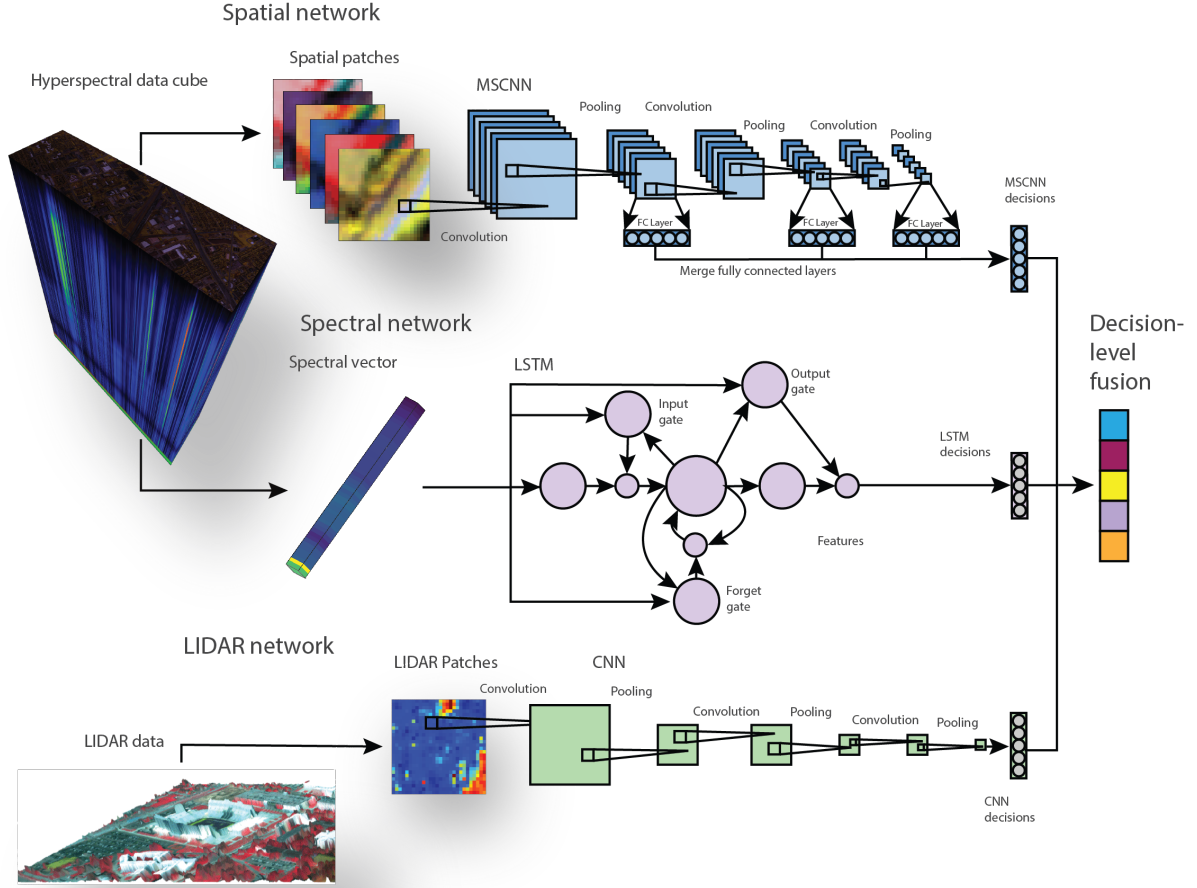 Spatial network
Spatial patches
Hyperspectral data cube
MSCNN
Pooling
Convolution
Pooling
Convolution
Pooling
Convolution
FC Layer
FC Layer
FC Layer
Merge fully connected layers
MSCNN
decisions
Spectral network
Spectral vector
LSTM
Input
gate
Output
gate
Forget
gate
Features
LSTM
decisions
Decision-
level
fusion
LIDAR network
LIDAR Patches
CNN
Convolution
Pooling
Convolution
Pooling
Convolution
Pooling
LIDAR data
CNN
decisions